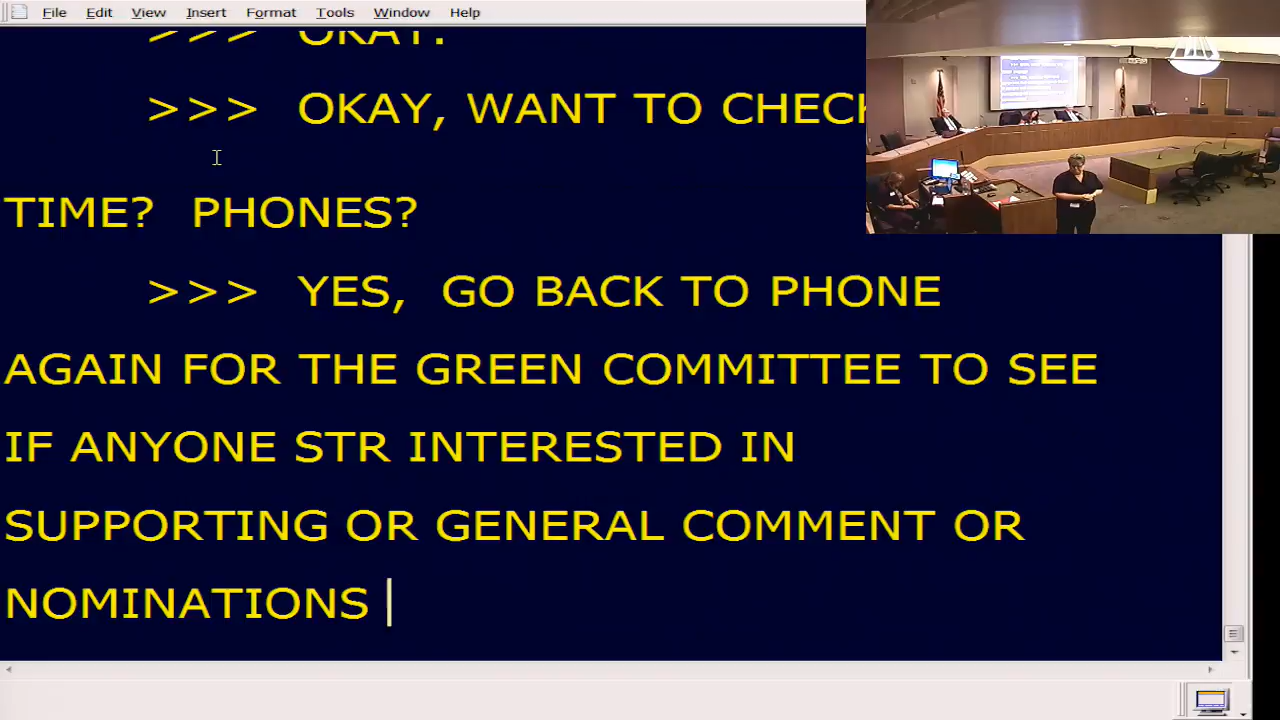 File Edit View Insert Format Tools Window Help
>>> OKAY.
>>> OKAY, WANT TO CHECK
TIME? PHONES?
>>> YES, GO BACK TO PHONE
AGAIN FOR THE GREEN COMMITTEE TO SEE
IF ANYONE STR INTERESTED IN
SUPPORTING OR GENERAL COMMENT OR
NOMINATIONS